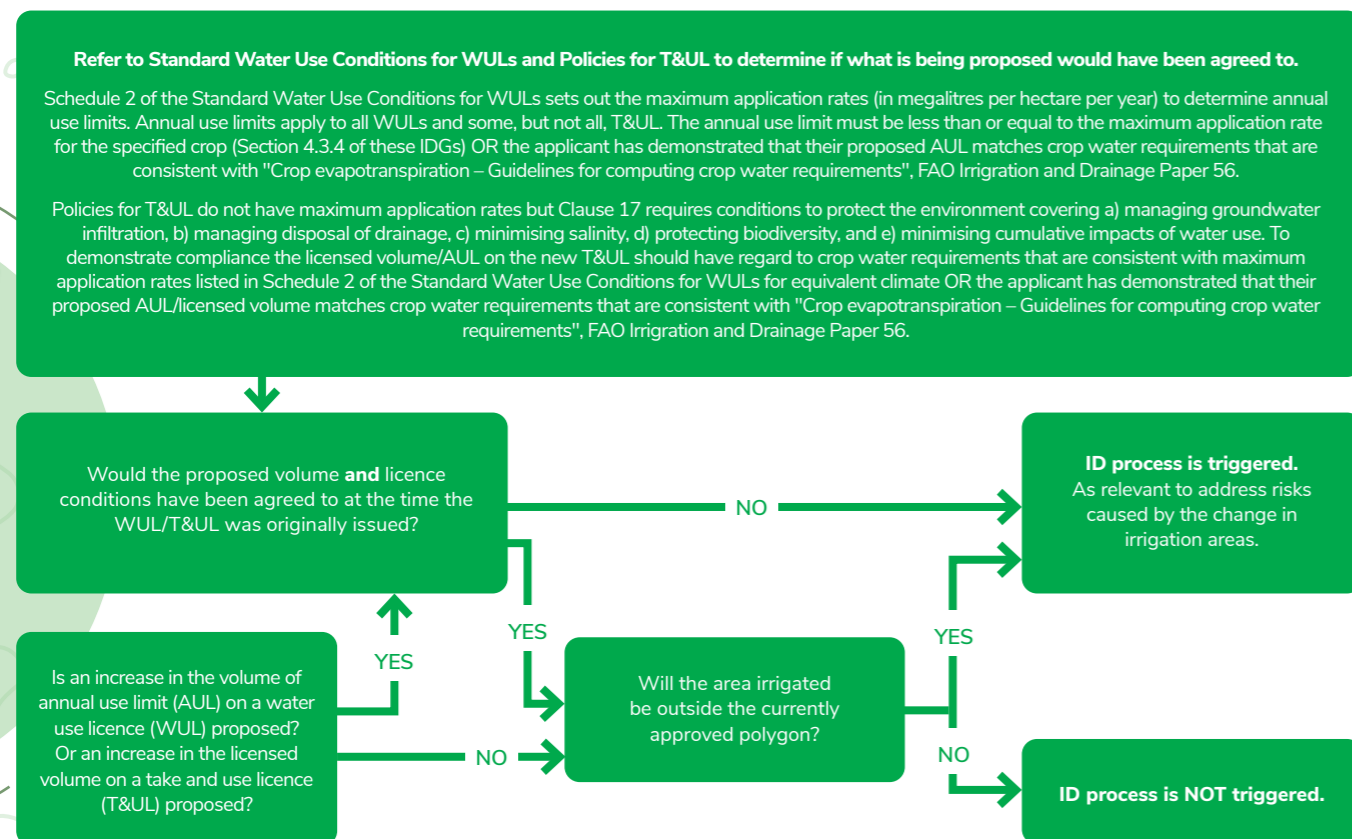 Refer to Standard Water Use Conditions for WULs and Policies for T&UL to determine if what is being proposed would have been agreed to.
Schedule 2 of the Standard Water Use Conditions for WULs sets out the maximum application rates (in megalitres per hectare per year) to determine annual
use limits. Annual use limits apply to all WULs and some, but not all, T&UL. The annual use limit must be less than or equal to the maximum application rate
for the specified crop (Section 4.3.4 of these IDGs) OR the applicant has demonstrated that their proposed AUL matches crop water requirements that are
consistent with "Crop evapotranspiration – Guidelines for computing crop water requirements", FAO Irrigration and Drainage Paper 56.
Policies for T&UL do not have maximum application rates but Clause 17 requires conditions to protect the environment covering a) managing groundwater
infiltration, b) managing disposal of drainage, c) minimising salinity, d) protecting biodiversity, and e) minimising cumulative impacts of water use. To
demonstrate compliance the licensed volume/AUL on the new T&UL should have regard to crop water requirements that are consistent with maximum
application rates listed in Schedule 2 of the Standard Water Use Conditions for WULs for equivalent climate OR the applicant has demonstrated that their
proposed AUL/licensed volume matches crop water requirements that are consistent with "Crop evapotranspiration – Guidelines for computing crop water
requirements", FAO Irrigration and Drainage Paper 56.
Would the proposed volume and licence
conditions have been agreed to at the time the
WUL/T&UL was originally issued?
NO
ID process is triggered.
As relevant to address risks
caused by the change in
irrigation areas.
YES
YES
YES
Is an increase in the volume of
annual use limit (AUL) on a water
use licence (WUL) proposed?
Or an increase in the licensed
volume on a take and use licence
(T&UL) proposed?
NO
Will the area irrigated
be outside the currently
approved polygon?
NO
ID process is NOT triggered.